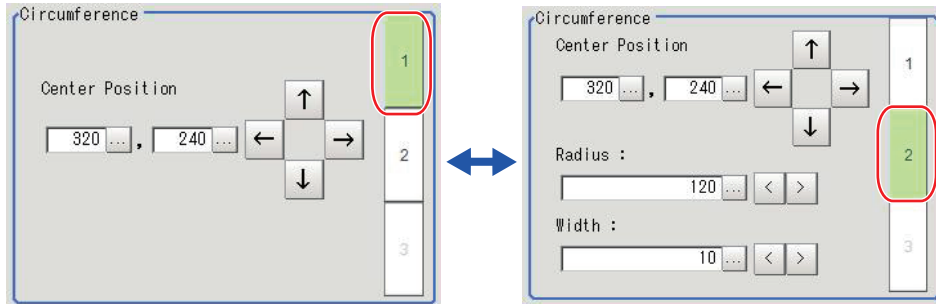 Circumference
1
Center Position
↑
320 ... , 240 ... ← →
↓
2
3
Circumference
Center Position
↑
1
320 ... , 240 ... ← →
↓
Radius :
2
120 ... < >
Width :
3
10 ... < >